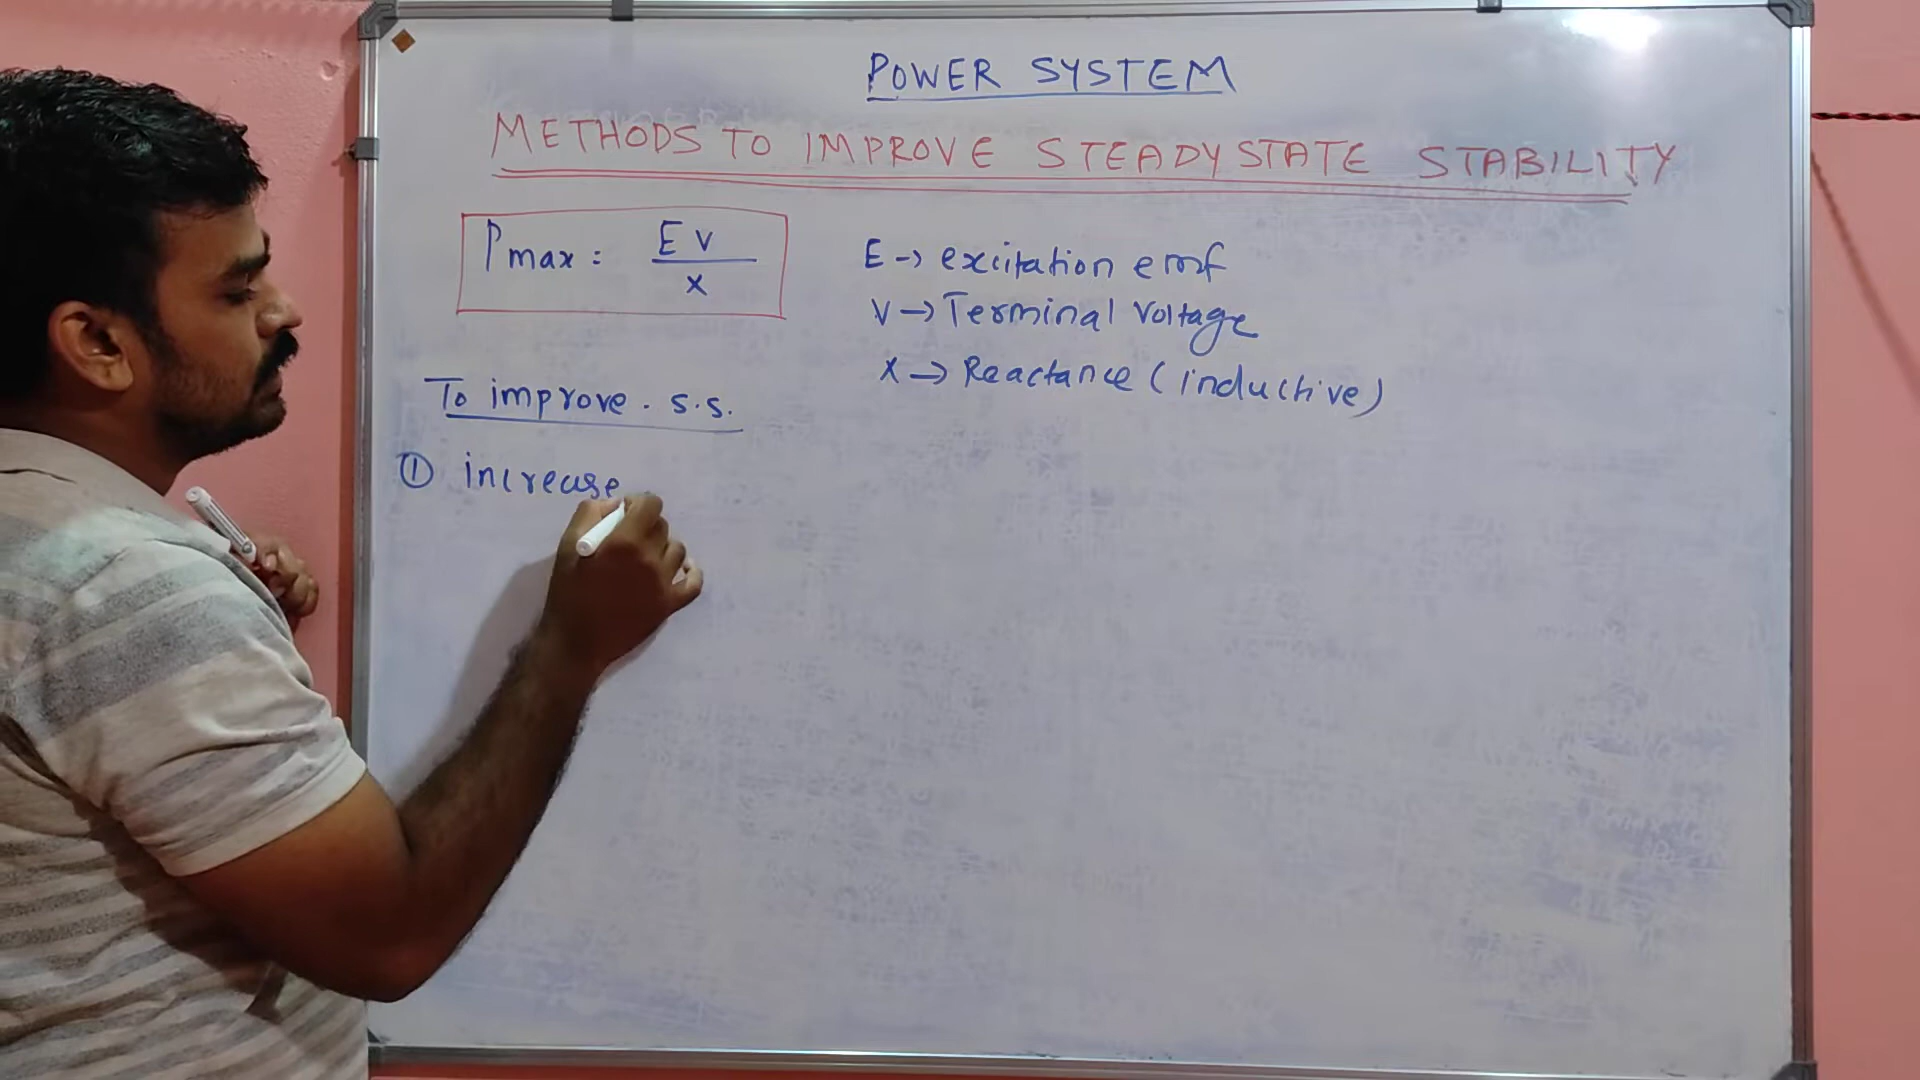 POWER SYSTEM
METHODS TO IMPROVE STEADY STATE STABILITY
Pmax = E V / x
E → excitation emf
V → Terminal voltage
x → Reactance (inductive)
To improve . s.s.
① increase